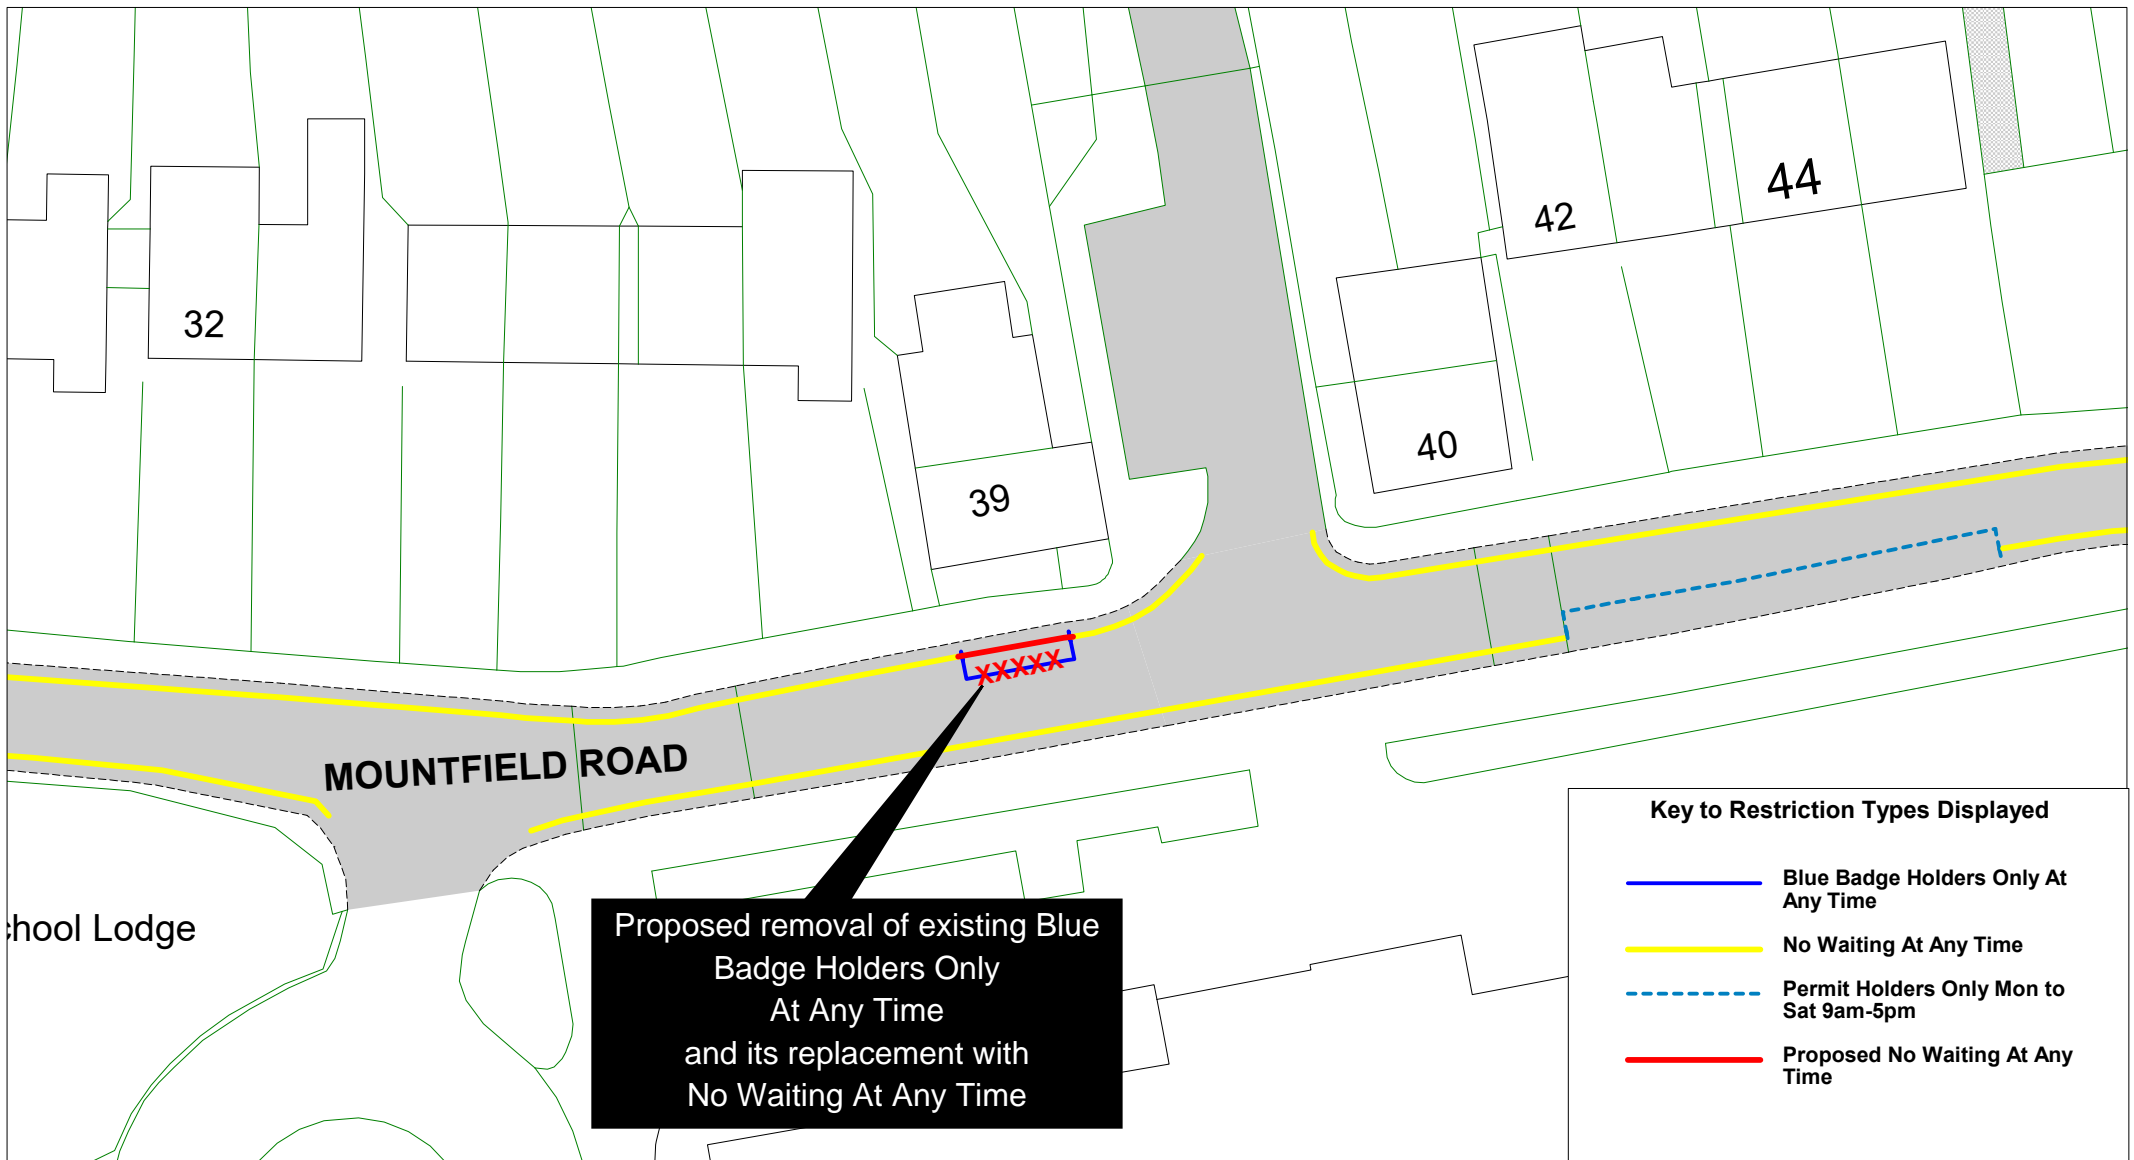 44
42
32
40
39
XXXXX
MOUNTFIELD ROAD
Key to Restriction Types Displayed
Blue Badge Holders Only At
Any Time
No Waiting At Any Time
Permit Holders Only Mon to
Sat 9am-5pm
Proposed No Waiting At Any
Time
chool Lodge
Proposed removal of existing Blue
Badge Holders Only
At Any Time
and its replacement with
No Waiting At Any Time